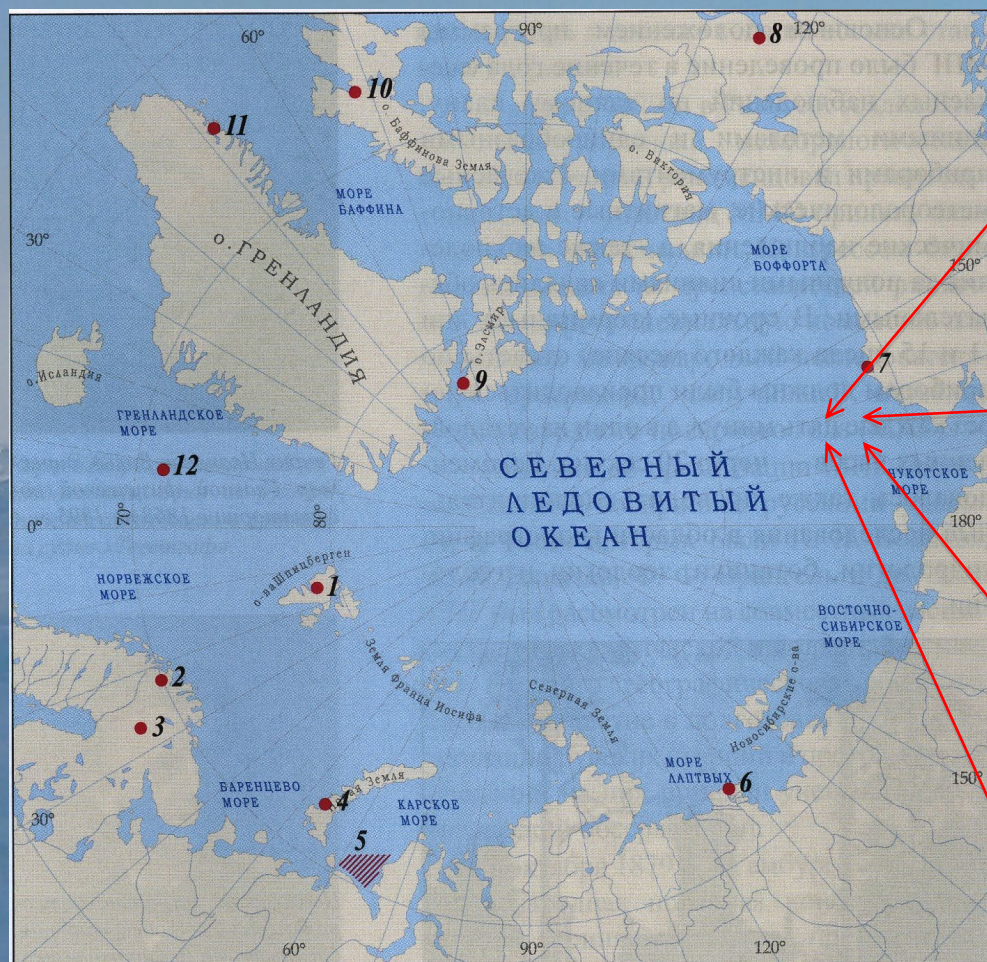 60°
90°
120°
8
10
11
о. Баффинова Земля
о. Виктория
МОРЕ
БАФФИНА
30°
о. ГРЕНЛАНДИЯ
МОРЕ
БОФФОРТА
150°
о. Элсмир
7
9
о.Исландия
ГРЕНЛАНДСКОЕ
МОРЕ
12
СЕВЕРНЫЙ
ЛЕДОВИТЫЙ
ОКЕАН
ЧУКОТСКОЕ
МОРЕ
70°
80°
0°
180°
о-ва Шпицберген
НОРВЕЖСКОЕ
МОРЕ
1
ВОСТОЧНО-
СИБИРСКОЕ
МОРЕ
Земля Франца Иосифа
2
3
Северная Земля
Новосибирские о-ва
МОРЕ
ЛАПТВЫХ
6
150°
БАРЕНЦЕВО
МОРЕ
Новая Земля
4
КАРСКОЕ
МОРЕ
30°
5
60°
90°
120°